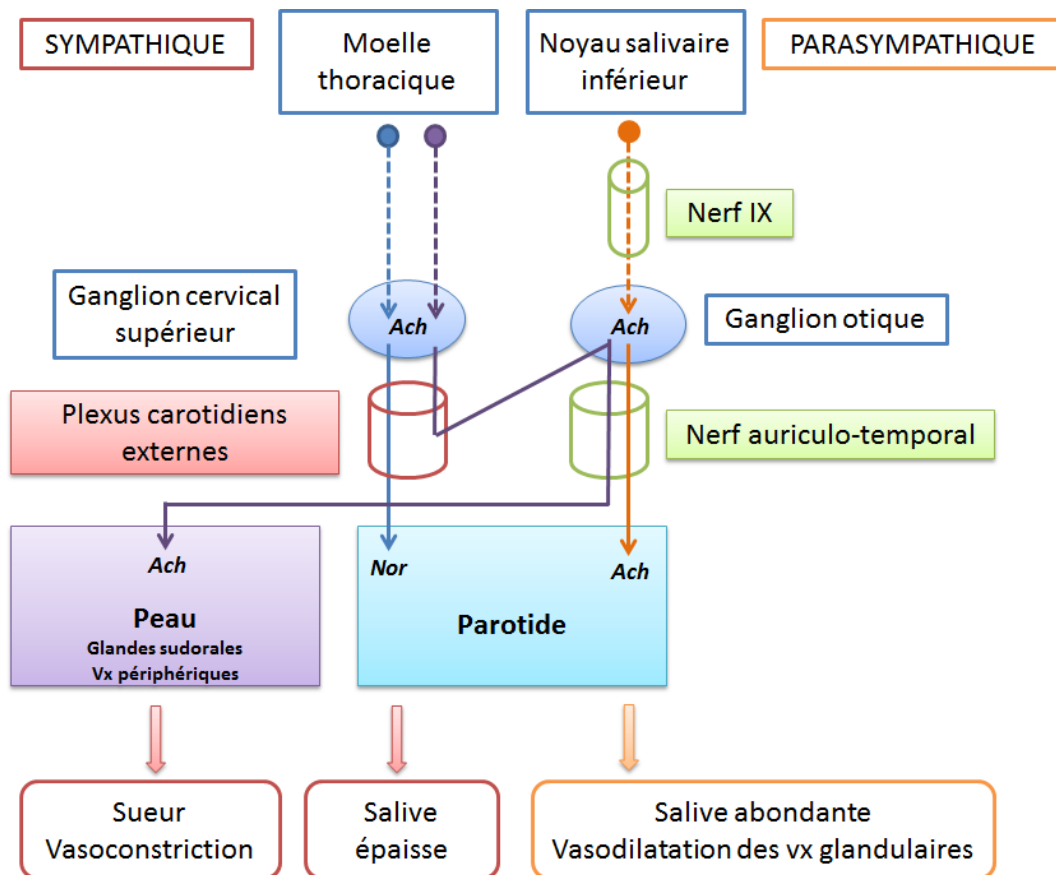 SYMPATHIQUE
Moelle
thoracique
Noyau salivaire
inférieur
PARASYMPATHIQUE
Nerf IX
Ganglion cervical
supérieur
Ach
Ach
Ganglion otique
Plexus carotidiens
externes
Nerf auriculo-temporal
Ach
Peau
Glandes sudorales
Vx périphériques
Nor
Ach
Parotide
Sueur
Vasoconstriction
Salive
épaisse
Salive abondante
Vasodilatation des vx glandulaires